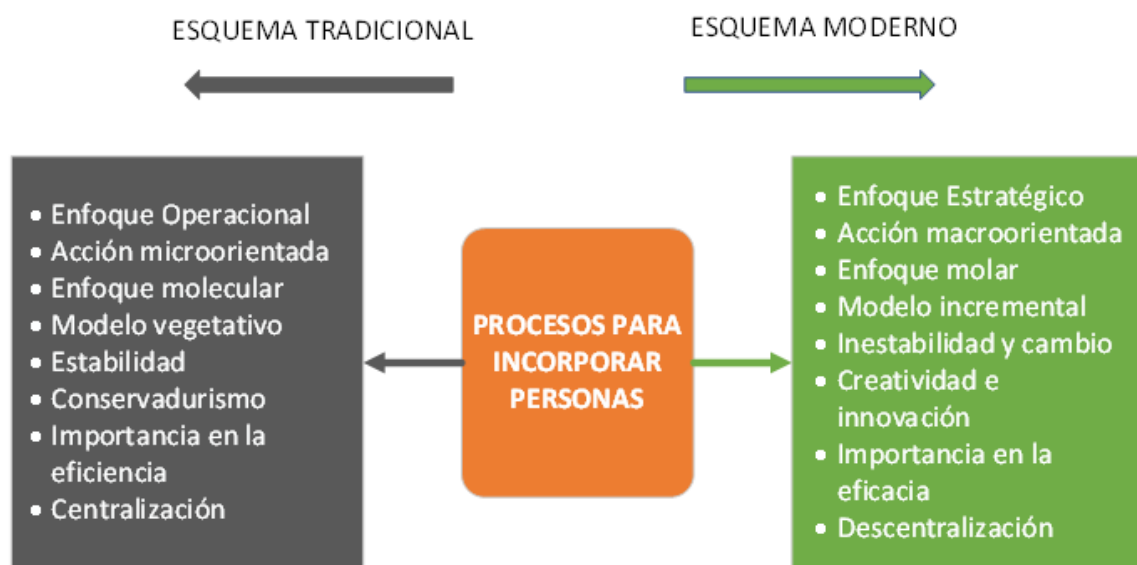 ESQUEMA TRADICIONAL
ESQUEMA MODERNO
• Enfoque Operacional
• Acción microorientada
• Enfoque molecular
• Modelo vegetativo
• Estabilidad
• Conservadurismo
• Importancia en la
eficiencia
• Centralización
PROCESOS PARA
INCORPORAR
PERSONAS
• Enfoque Estratégico
• Acción macroorientada
• Enfoque molar
• Modelo incremental
• Inestabilidad y cambio
• Creatividad e
innovación
• Importancia en la
eficacia
• Descentralización